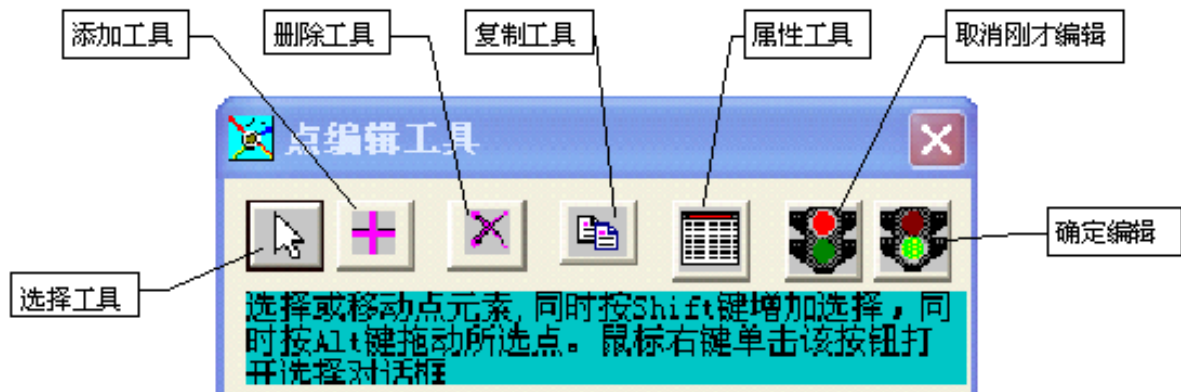 添加工具
删除工具
复制工具
属性工具
取消刚才编辑
点编辑工具
确定编辑
选择工具
选择或移动点元素,同时按Shift键增加选择，同
时按Alt键拖动所选点。鼠标右键单击该按钮打
开选择对话框